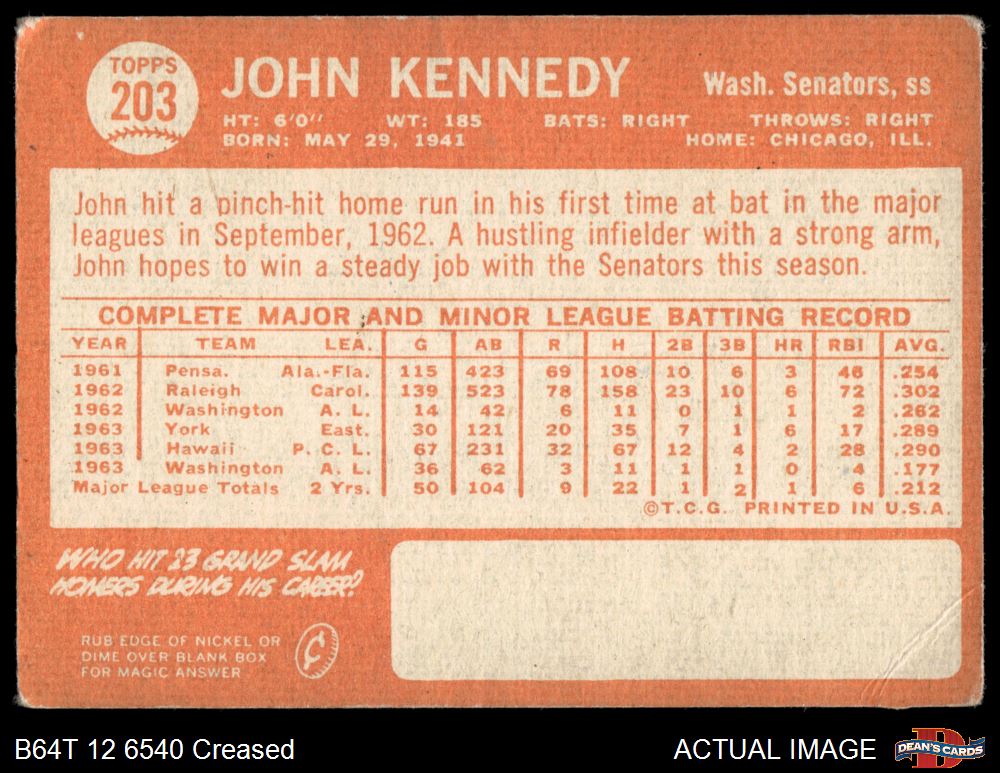 TOPPS
203
JOHN KENNEDY
Wash. Senators, ss
HT: 6'0" WT: 185 BATS: RIGHT THROWS: RIGHT
BORN: MAY 29, 1941 HOME: CHICAGO, ILL.
John hit a pinch-hit home run in his first time at bat in the major
leagues in September, 1962. A hustling infielder with a strong arm,
John hopes to win a steady job with the Senators this season.
COMPLETE MAJOR AND MINOR LEAGUE BATTING RECORD
YEAR TEAM LEA. G AB R H 2B 3B HR RBI AVG.
1961 Pensa. Ala.-Fla. 115 423 69 108 10 6 3 46 .254
1962 Raleigh Carol. 139 523 78 158 23 10 6 72 .302
1962 Washington A. L. 14 42 6 11 0 1 1 2 .262
1963 York East. 30 121 20 35 7 1 6 17 .289
1963 Hawaii P. C. L. 67 231 32 67 12 4 2 28 .290
1963 Washington A. L. 36 62 3 11 1 1 0 4 .177
Major League Totals 2 Yrs. 50 104 9 22 1 2 1 6 .212
©T.C.G. PRINTED IN U.S.A.
WHO HIT 23 GRAND SLAM
HOMERS DURING HIS CAREER?
RUB EDGE OF NICKEL OR
DIME OVER BLANK BOX
FOR MAGIC ANSWER
¢
B64T 12 6540 Creased
ACTUAL IMAGE
D
DEAN'S CARDS